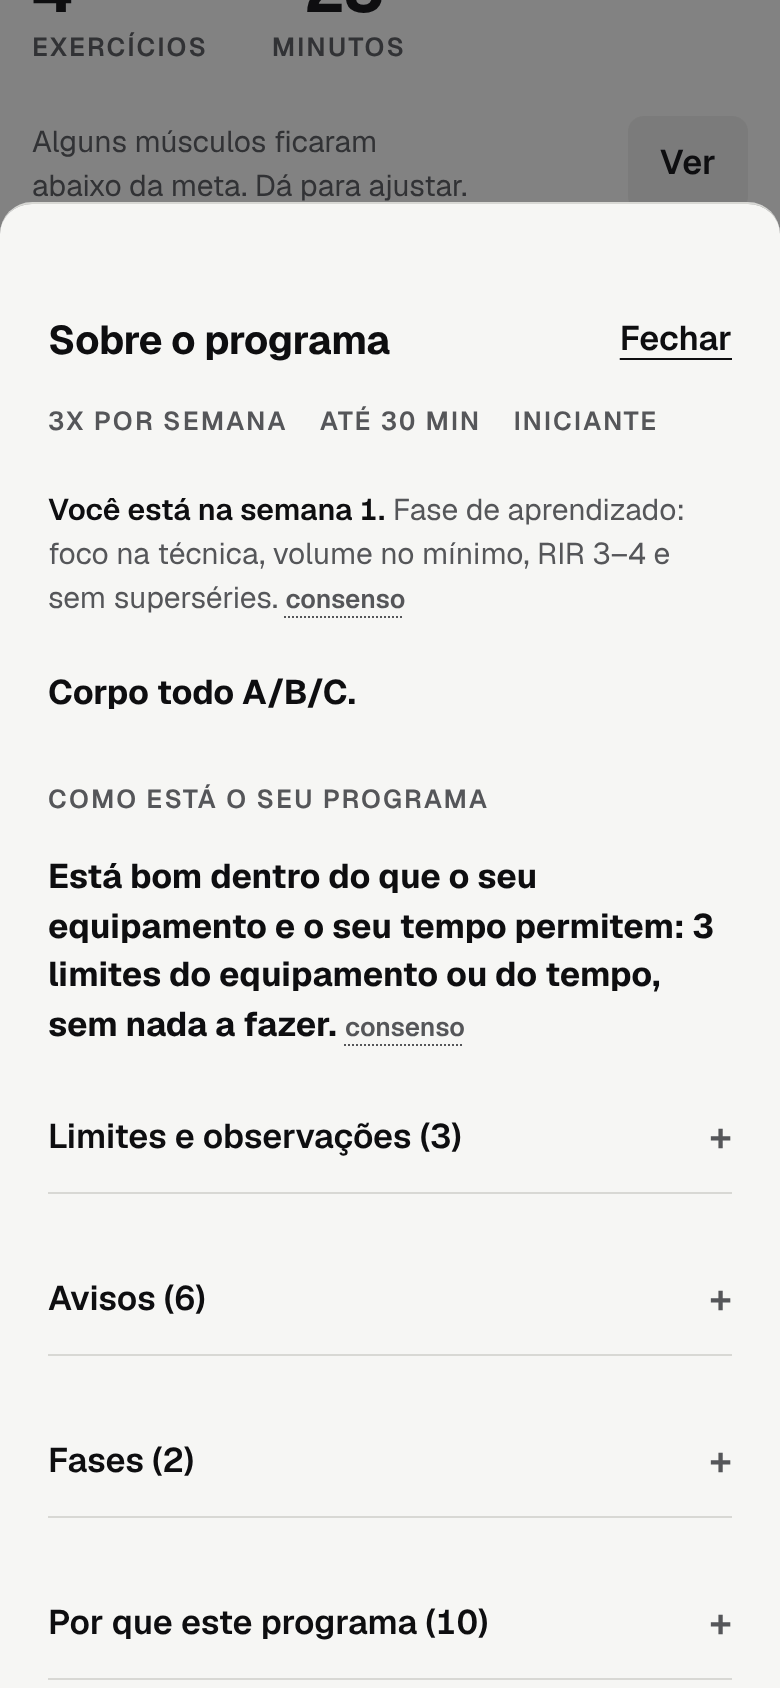 EXERCÍCIOS MINUTOS
Alguns músculos ficaram
abaixo da meta. Dá para ajustar.
Ver
Sobre o programa
Fechar
3X POR SEMANA ATÉ 30 MIN INICIANTE
Você está na semana 1. Fase de aprendizado:
foco na técnica, volume no mínimo, RIR 3–4 e
sem superséries. consenso
Corpo todo A/B/C.
COMO ESTÁ O SEU PROGRAMA
Está bom dentro do que o seu
equipamento e o seu tempo permitem: 3
limites do equipamento ou do tempo,
sem nada a fazer. consenso
Limites e observações (3) +
Avisos (6) +
Fases (2) +
Por que este programa (10) +